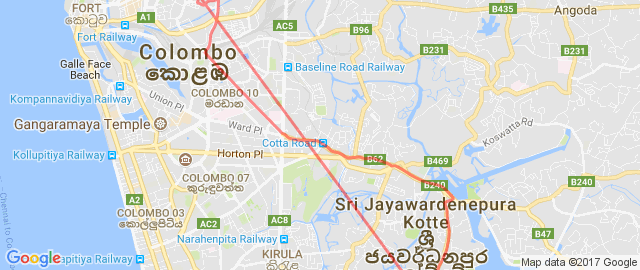 FORT
කොටුව
A1
Fort Railway
AC5
B435
Angoda
B96
B231
B231
Colombo
කොළඹ
Galle Face
Beach
Baseline Road Railway
Kompannavidiya Railway
Union Pl
COLOMBO 10
මරදාන
Gangaramaya Temple
Ward Pl
Koswatta Rd
Cotta Road
Kollupitiya Railway
Horton Pl
B62
B469
COLOMBO 07
කුරුඳුවත්ත
B240
B240
COLOMBO 03
කොල්ලුපිටිය
AC8
Sri Jayawardenepura
Kotte
ශ්‍රී
ජයවර්ධනපුර
B47
Narahenpita Railway
KIRULA
කිරුළ
Google
Map data ©2017 Google